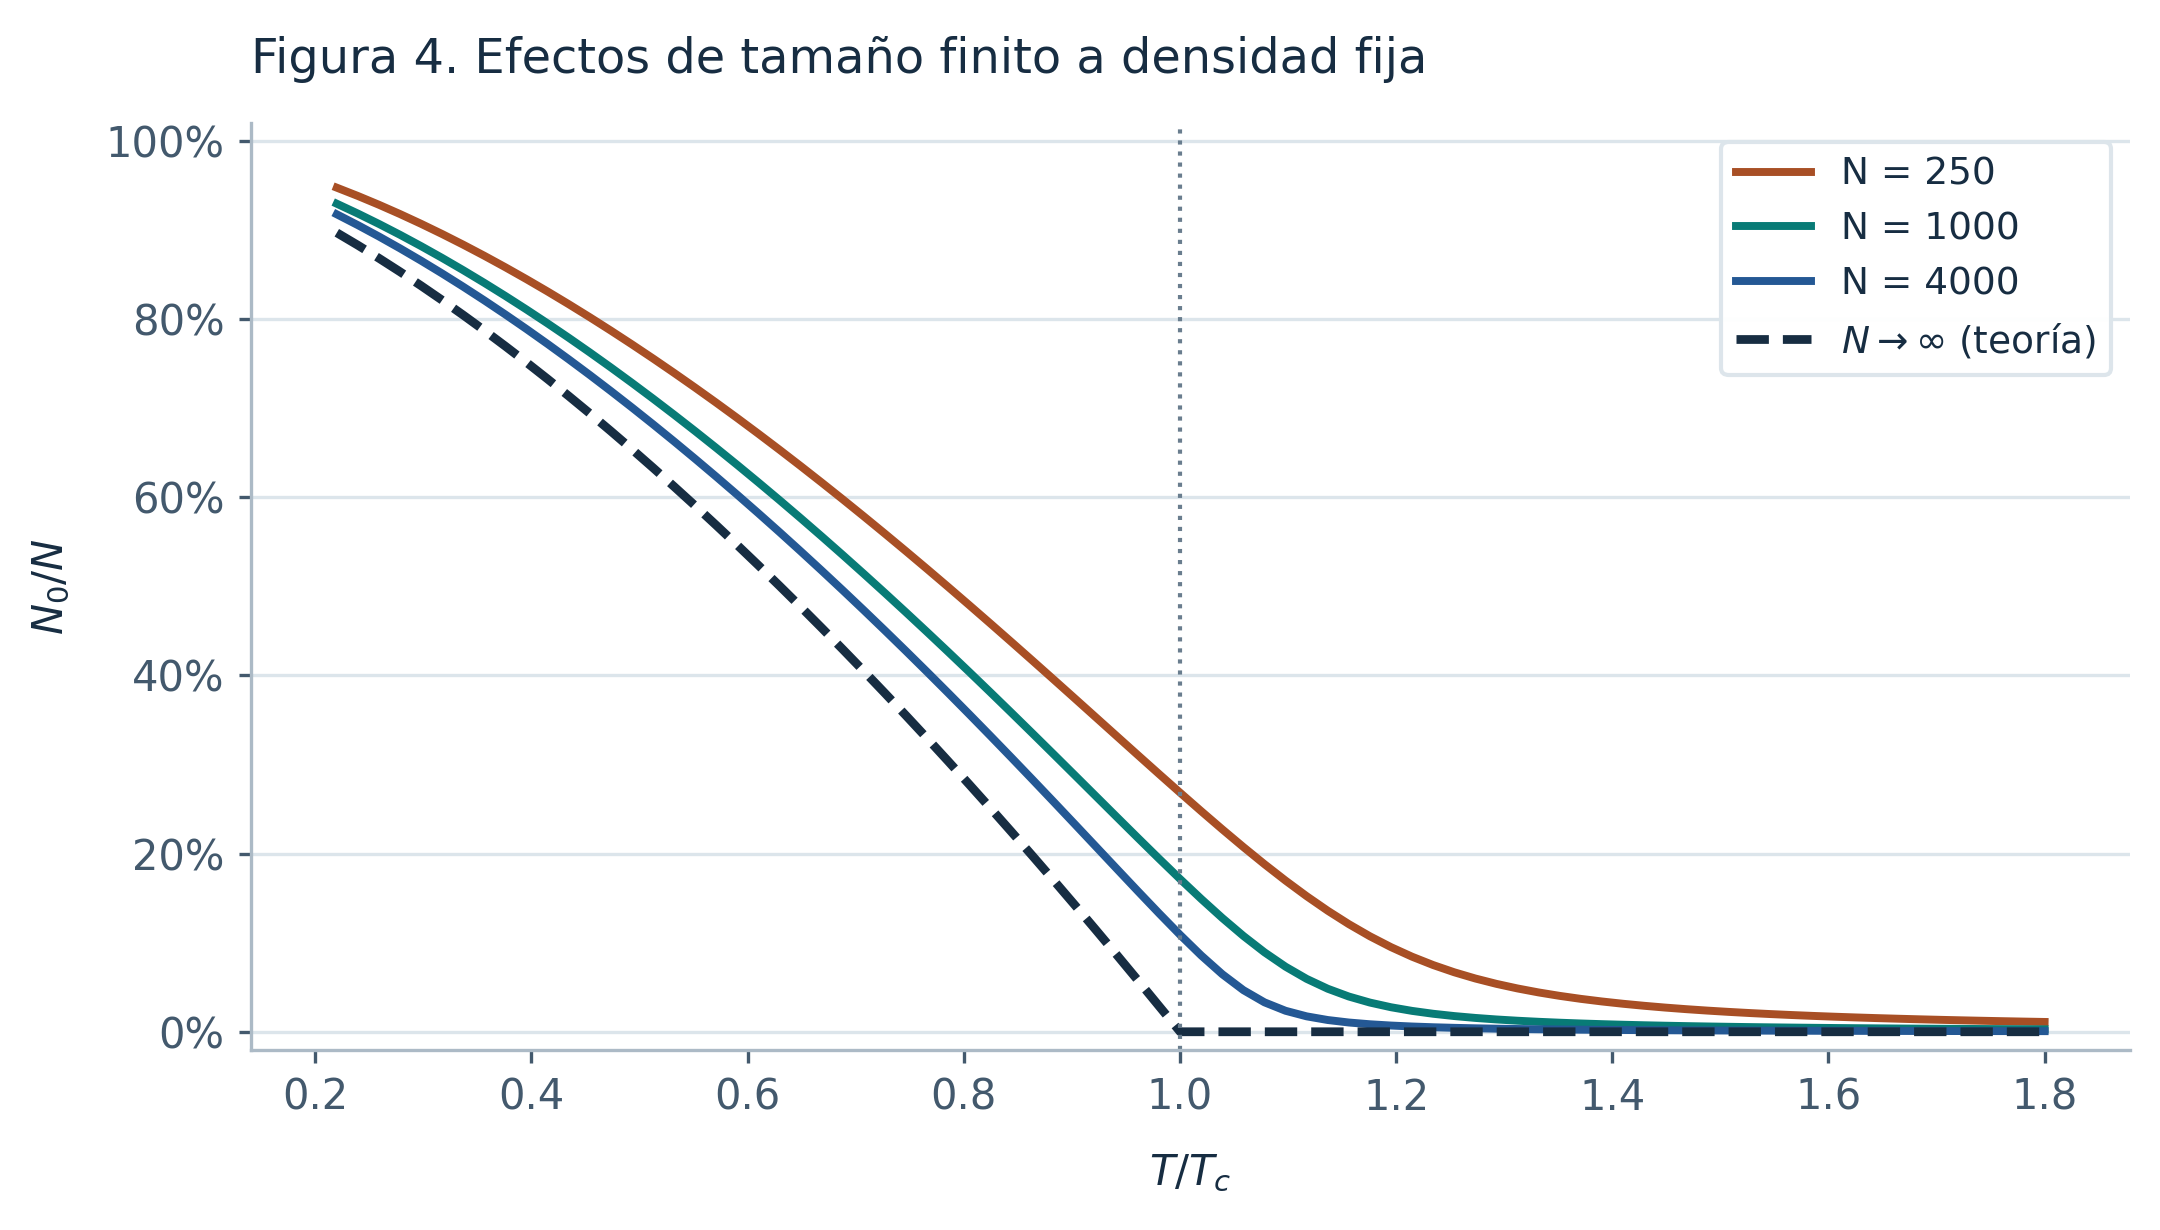 Figura 4. Efectos de tamaño finito a densidad fija
100%
80%
60%
40%
20%
0%
N₀/N
N = 250
N = 1000
N = 4000
N → ∞ (teoría)
0.2 0.4 0.6 0.8 1.0 1.2 1.4 1.6 1.8
T/T_c